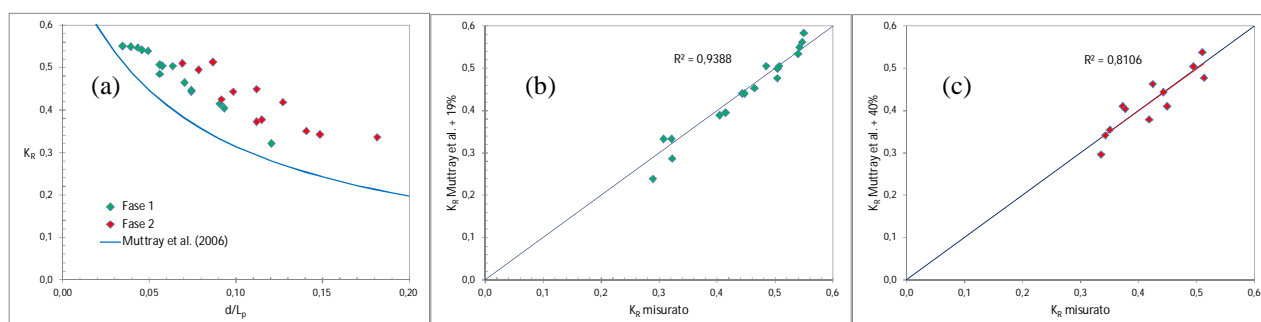 (a)
K_R
0,6
0,5
0,4
0,3
0,2
0,1
0,0
0,00 0,05 0,10 0,15 0,20
d/L_p
Fase 1
Fase 2
Muttray et al. (2006)
(b)
K_R Muttray et al. + 19%
0,6
0,5
0,4
0,3
0,2
0,1
0,0
R² = 0,9388
0,0 0,1 0,2 0,3 0,4 0,5 0,6
K_R misurato
(c)
K_R Muttray et al. + 40%
0,6
0,5
0,4
0,3
0,2
0,1
0,0
R² = 0,8106
0,0 0,1 0,2 0,3 0,4 0,5 0,6
K_R misurato